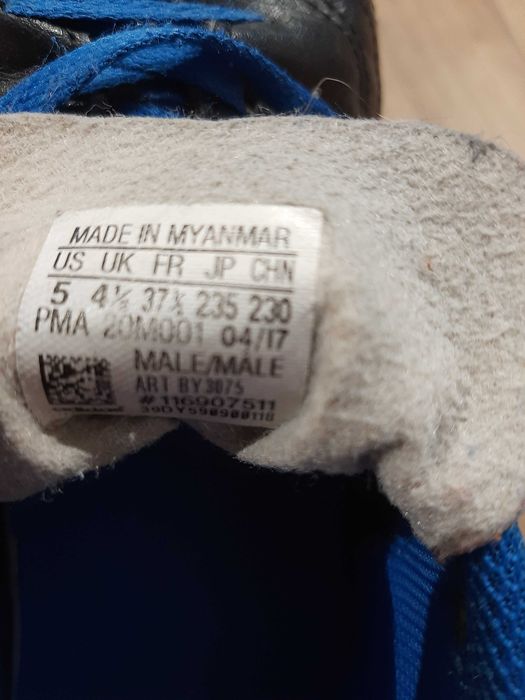 MADE IN MYANMAR
US UK FR JP CHN
5 4½ 37⅓ 235 230
PMA 20M001 04/17
MALE/MALE
ART BY3075
#116907511
39DY590900118